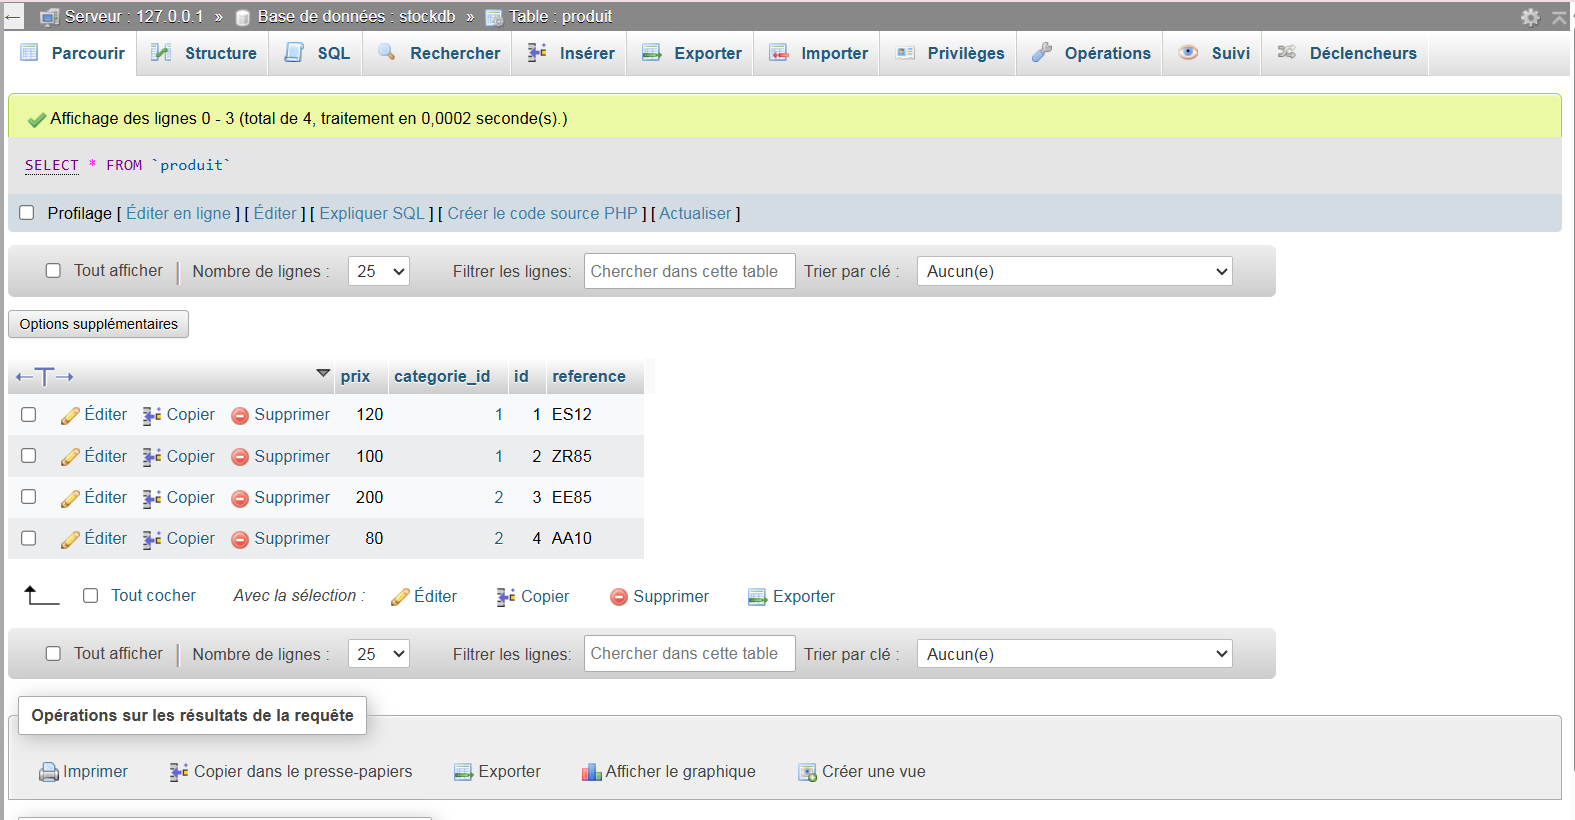 Serveur : 127.0.0.1 » Base de données : stockdb » Table : produit
Parcourir Structure SQL Rechercher Insérer Exporter Importer Privilèges Opérations Suivi Déclencheurs
Affichage des lignes 0 - 3 (total de 4, traitement en 0,0002 seconde(s).)
SELECT * FROM `produit`
Profilage [ Éditer en ligne ] [ Éditer ] [ Expliquer SQL ] [ Créer le code source PHP ] [ Actualiser ]
Tout afficher Nombre de lignes : 25 Filtrer les lignes: Chercher dans cette table Trier par clé : Aucun(e)
Options supplémentaires
←T→ prix categorie_id id reference
Éditer Copier Supprimer 120 1 1 ES12
Éditer Copier Supprimer 100 1 2 ZR85
Éditer Copier Supprimer 200 2 3 EE85
Éditer Copier Supprimer 80 2 4 AA10
Tout cocher Avec la sélection : Éditer Copier Supprimer Exporter
Tout afficher Nombre de lignes : 25 Filtrer les lignes: Chercher dans cette table Trier par clé : Aucun(e)
Opérations sur les résultats de la requête
Imprimer Copier dans le presse-papiers Exporter Afficher le graphique Créer une vue